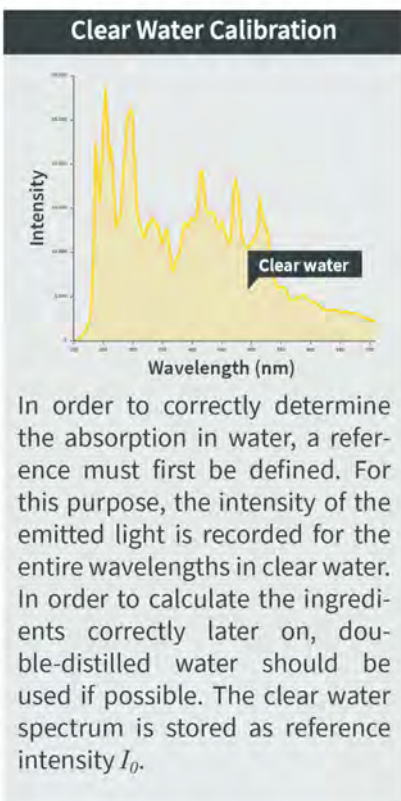 Clear Water Calibration
Intensity
Clear water
Wavelength (nm)
In order to correctly determine
the absorption in water, a refer-
ence must first be defined. For
this purpose, the intensity of the
emitted light is recorded for the
entire wavelengths in clear water.
In order to calculate the ingredi-
ents correctly later on, dou-
ble-distilled water should be
used if possible. The clear water
spectrum is stored as reference
intensity I₀.